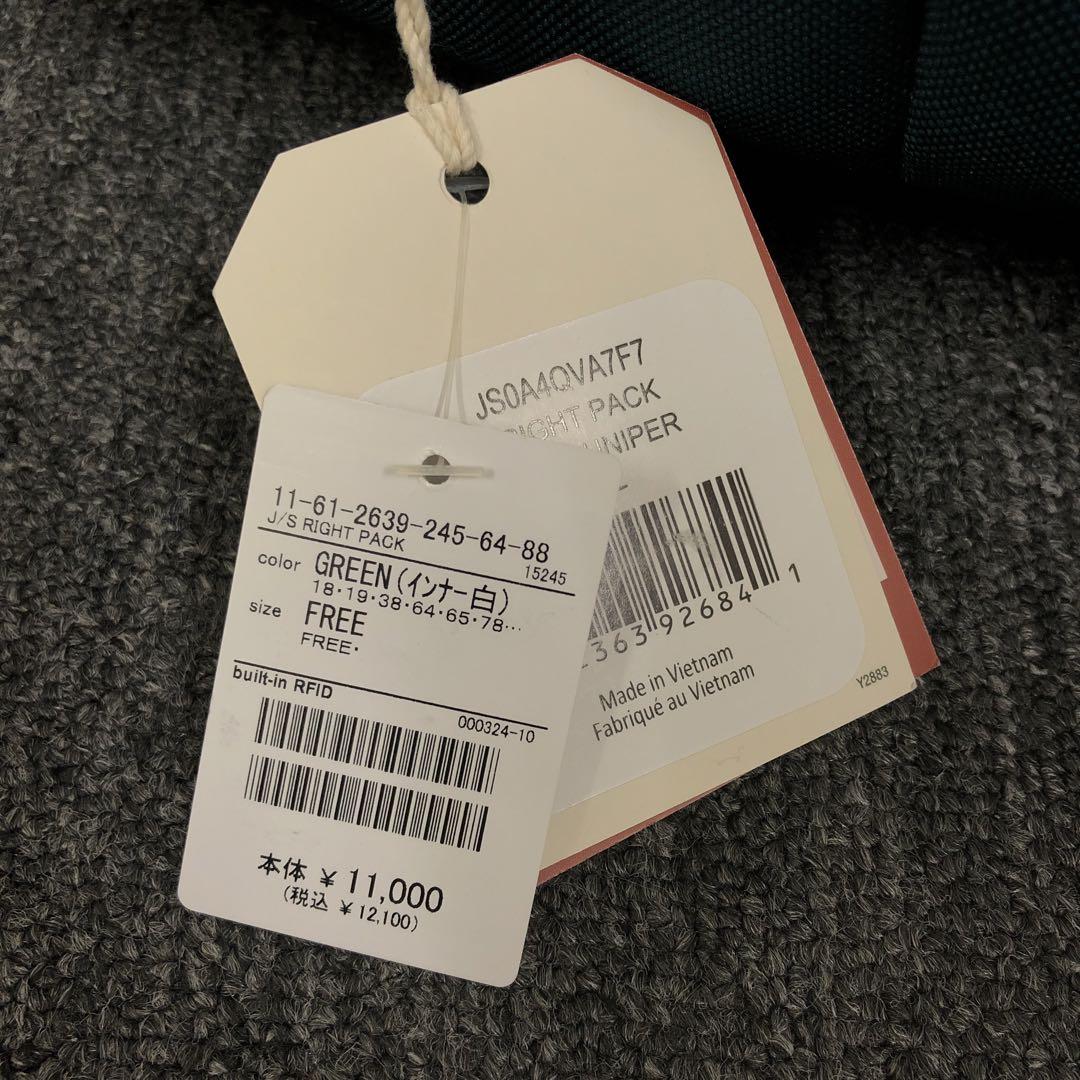 JS0A4QVA7F7
RIGHT PACK
JUNIPER
363 92684 1
Made in Vietnam
Fabriqué au Vietnam
Y2883
11-61-2639-245-64-88
J/S RIGHT PACK
15245
color GREEN(インナー白)
18・19・38・64・65・78…
size FREE
FREE・
built-in RFID
000324-10
本体 ¥ 11,000
(税込 ¥12,100)